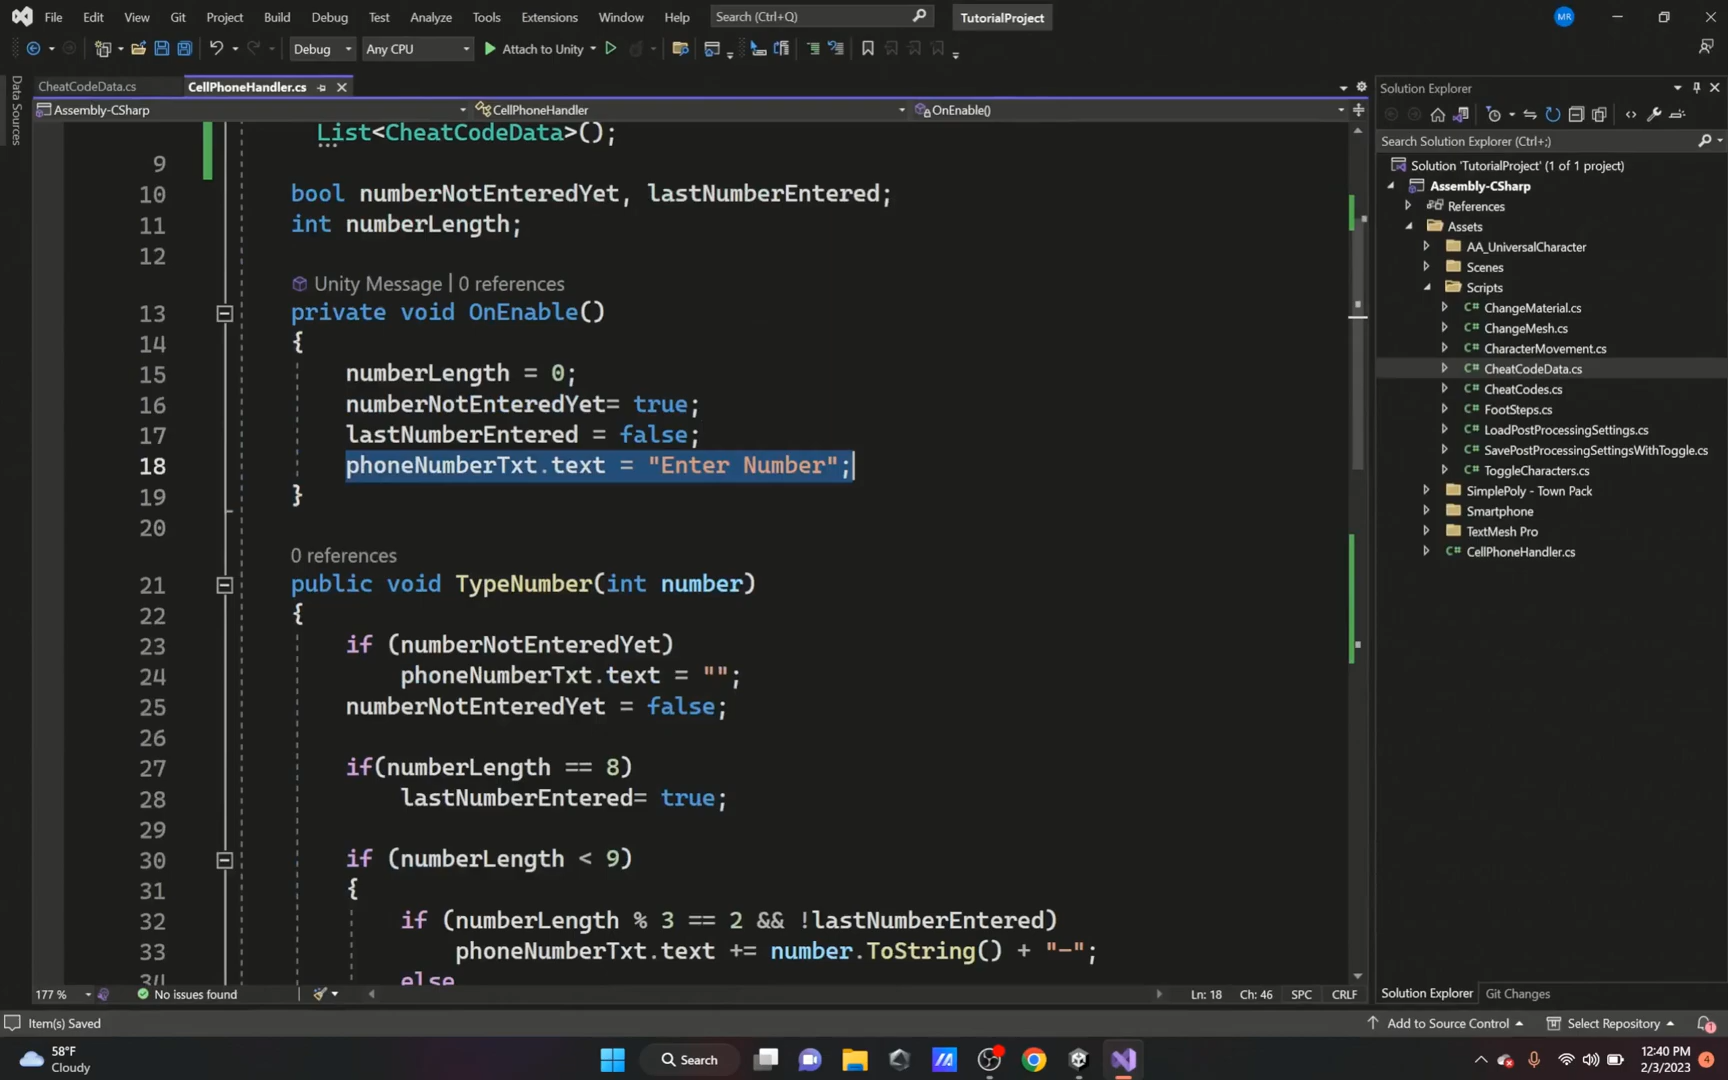 File Edit View Git Project Build Debug Test Analyze Tools Extensions Window Help Search (Ctrl+Q) TutorialProject MR
Debug Any CPU Attach to Unity
Data Sources
CheatCodeData.cs CellPhoneHandler.cs
Assembly-CSharp CellPhoneHandler OnEnable()
List<CheatCodeData>();
9
10 bool numberNotEnteredYet, lastNumberEntered;
11 int numberLength;
12
Unity Message | 0 references
13 private void OnEnable()
14 {
15 numberLength = 0;
16 numberNotEnteredYet= true;
17 lastNumberEntered = false;
18 phoneNumberTxt.text = "Enter Number";
19 }
20
0 references
21 public void TypeNumber(int number)
22 {
23 if (numberNotEnteredYet)
24 phoneNumberTxt.text = "";
25 numberNotEnteredYet = false;
26
27 if(numberLength == 8)
28 lastNumberEntered= true;
29
30 if (numberLength < 9)
31 {
32 if (numberLength % 3 == 2 && !lastNumberEntered)
33 phoneNumberTxt.text += number.ToString() + "-";
34 else
177 % No issues found Ln: 18 Ch: 46 SPC CRLF
Solution Explorer
Search Solution Explorer (Ctrl+;)
Solution 'TutorialProject' (1 of 1 project)
Assembly-CSharp
References
Assets
AA_UniversalCharacter
Scenes
Scripts
C# ChangeMaterial.cs
C# ChangeMesh.cs
C# CharacterMovement.cs
C# CheatCodeData.cs
C# CheatCodes.cs
C# FootSteps.cs
C# LoadPostProcessingSettings.cs
C# SavePostProcessingSettingsWithToggle.cs
C# ToggleCharacters.cs
SimplePoly - Town Pack
Smartphone
TextMesh Pro
C# CellPhoneHandler.cs
Solution Explorer Git Changes
Item(s) Saved Add to Source Control Select Repository 1
58°F
Cloudy
Search
12:40 PM
2/3/2023
4